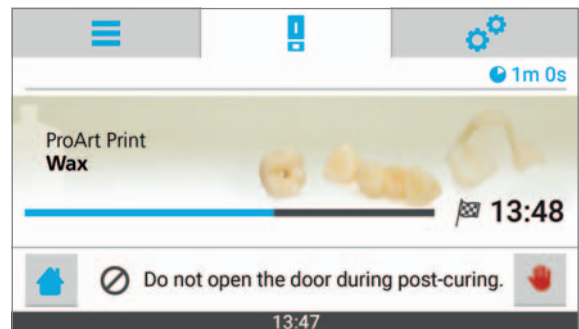 1m 0s
ProArt Print
Wax
13:48
Do not open the door during post-curing.
13:47